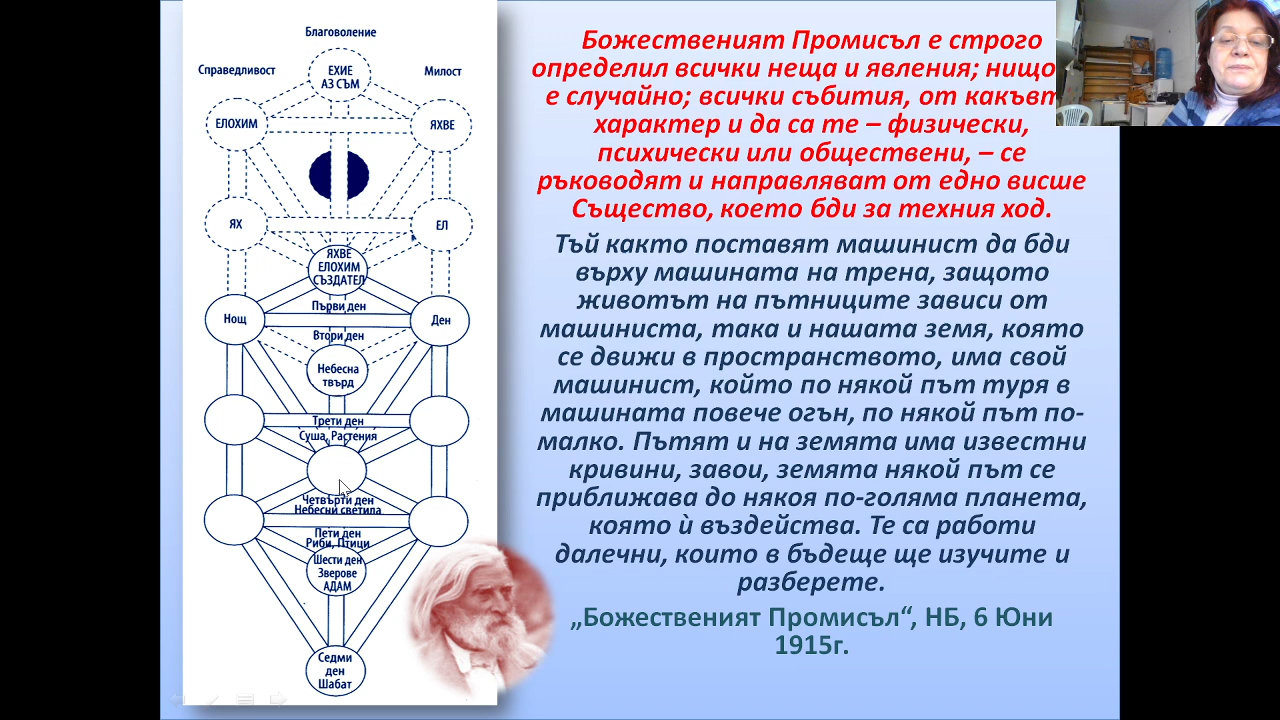 Благоволение
Справедливост
Милост
ЕХИЕ
АЗ СЪМ
ЕЛОХИМ
ЯХВЕ
ЯХ
ЕЛ
ЯХВЕ
ЕЛОХИМ
СЪЗДАТЕЛ
Първи ден
Нощ
Ден
Втори ден
Небесна
твърд
Трети ден
Суша, Растения
Четвърти ден
Небесни светила
Пети ден
Риби, Птици
Шести ден
Зверове
АДАМ
Седми
ден
Шабат
Божественият Промисъл е строго
определил всички неща и явления;
е случайно; всички събития, от
характер и да са те – физически,
психически или обществени, – се
ръководят и направляват от едно висше
Същество, което бди за техния ход.
Тъй както поставят машинист да бди
върху машината на трена, защото
животът на пътниците зависи от
машиниста, така и нашата земя, която
се движи в пространството, има свой
машинист, който по някой път туря в
машината повече огън, по някой път по-
малко. Пътят и на земята има известни
кривини, завои, земята някой път се
приближава до някоя по-голяма планета,
която ѝ въздейства. Те са работи
далечни, които в бъдеще ще изучите и
разберете.
„Божественият Промисъл“, НБ, 6 Юни
1915г.